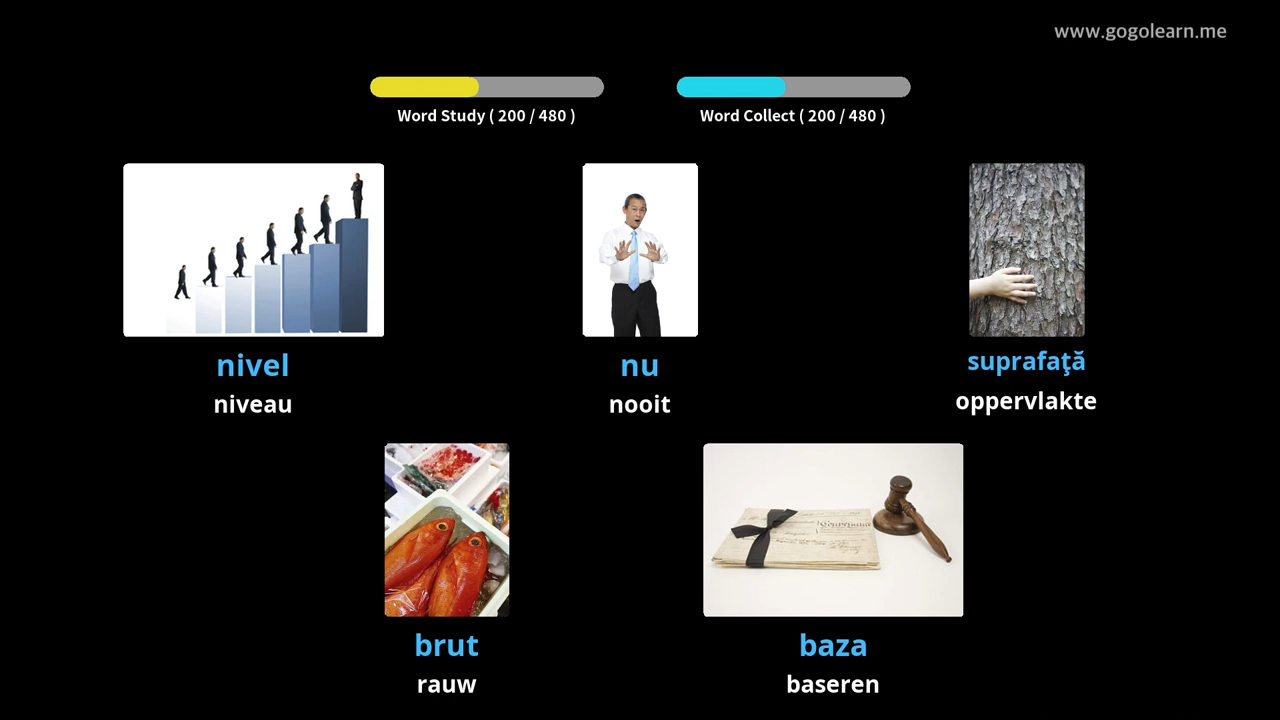 www.gogolearn.me
Word Study ( 200 / 480 )
Word Collect ( 200 / 480 )
nivel
niveau
nu
nooit
suprafaţă
oppervlakte
brut
rauw
baza
baseren